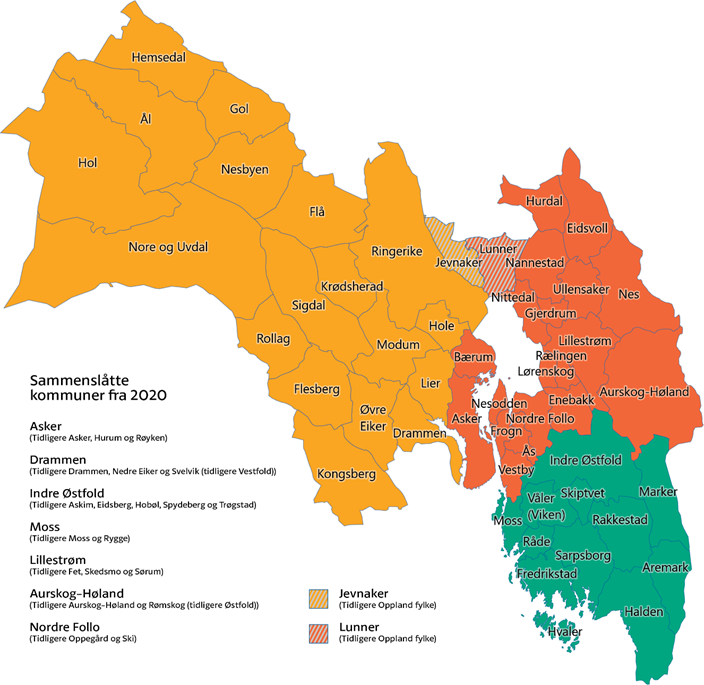 Hemsedal
Ål
Gol
Hol
Nesbyen
Flå
Hurdal
Eidsvoll
Nore og Uvdal
Ringerike
Lunner
Jevnaker
Nannestad
Krødsherad
Ullensaker
Nes
Nittedal
Sigdal
Gjerdrum
Hole
Rollag
Modum
Lillestrøm
Bærum
Rælingen
Lørenskog
Flesberg
Lier
Aurskog-Høland
Enebakk
Nesodden
Øvre
Eiker
Asker
Nordre Follo
Frogn
Drammen
Ås
Indre Østfold
Vestby
Kongsberg
Marker
Skiptvet
Våler
(Viken)
Moss
Rakkestad
Råde
Sarpsborg
Aremark
Fredrikstad
Halden
Hvaler
Sammenslåtte
kommuner fra 2020
Asker
(Tidligere Asker, Hurum og Røyken)
Drammen
(Tidligere Drammen, Nedre Eiker og Svelvik (tidligere Vestfold))
Indre Østfold
(Tidligere Askim, Eidsberg, Hobøl, Spydeberg og Trøgstad)
Moss
(Tidligere Moss og Rygge)
Lillestrøm
(Tidligere Fet, Skedsmo og Sørum)
Aurskog–Høland
(Tidligere Aurskog–Høland og Rømskog (tidligere Østfold))
Nordre Follo
(Tidligere Oppegård og Ski)
Jevnaker
(Tidligere Oppland fylke)
Lunner
(Tidligere Oppland fylke)